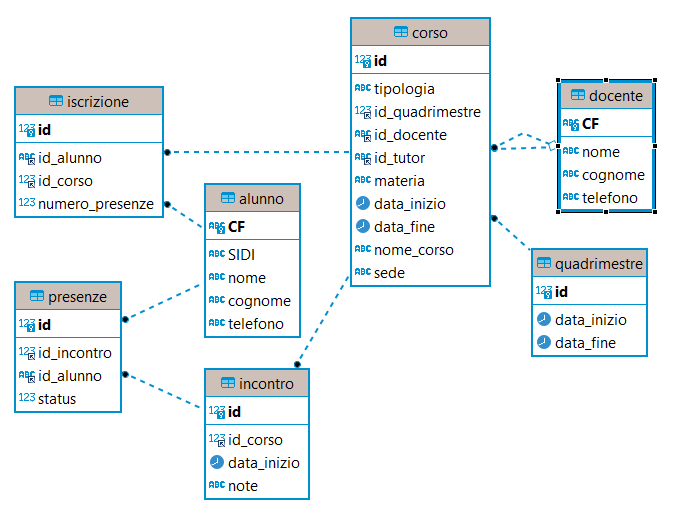 corso
123 id
ABC tipologia
123 id_quadrimestre
ABC id_docente
ABC id_tutor
ABC materia
data_inizio
data_fine
ABC nome_corso
ABC sede
docente
ABC CF
ABC nome
ABC cognome
ABC telefono
iscrizione
123 id
ABC id_alunno
123 id_corso
123 numero_presenze
alunno
ABC CF
ABC SIDI
ABC nome
ABC cognome
ABC telefono
quadrimestre
123 id
data_inizio
data_fine
presenze
123 id
123 id_incontro
ABC id_alunno
123 status
incontro
123 id
123 id_corso
data_inizio
ABC note